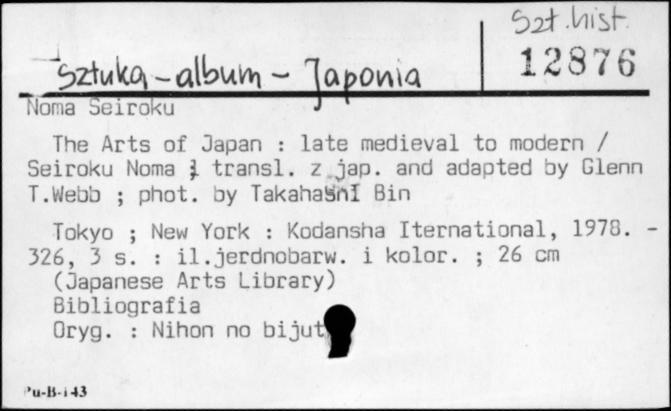 Szt.hist.
12876
Sztuka - album - Japonia
Noma Seiroku
The Arts of Japan : late medieval to modern /
Seiroku Noma ; transl. z jap. and adapted by Glenn
T.Webb ; phot. by Takahashi Bin
Tokyo ; New York : Kodansha Iternational, 1978. -
326, 3 s. : il.jerdnobarw. i kolor. ; 26 cm
(Japanese Arts Library)
Bibliografia
Oryg. : Nihon no bijut
Pu-B-143